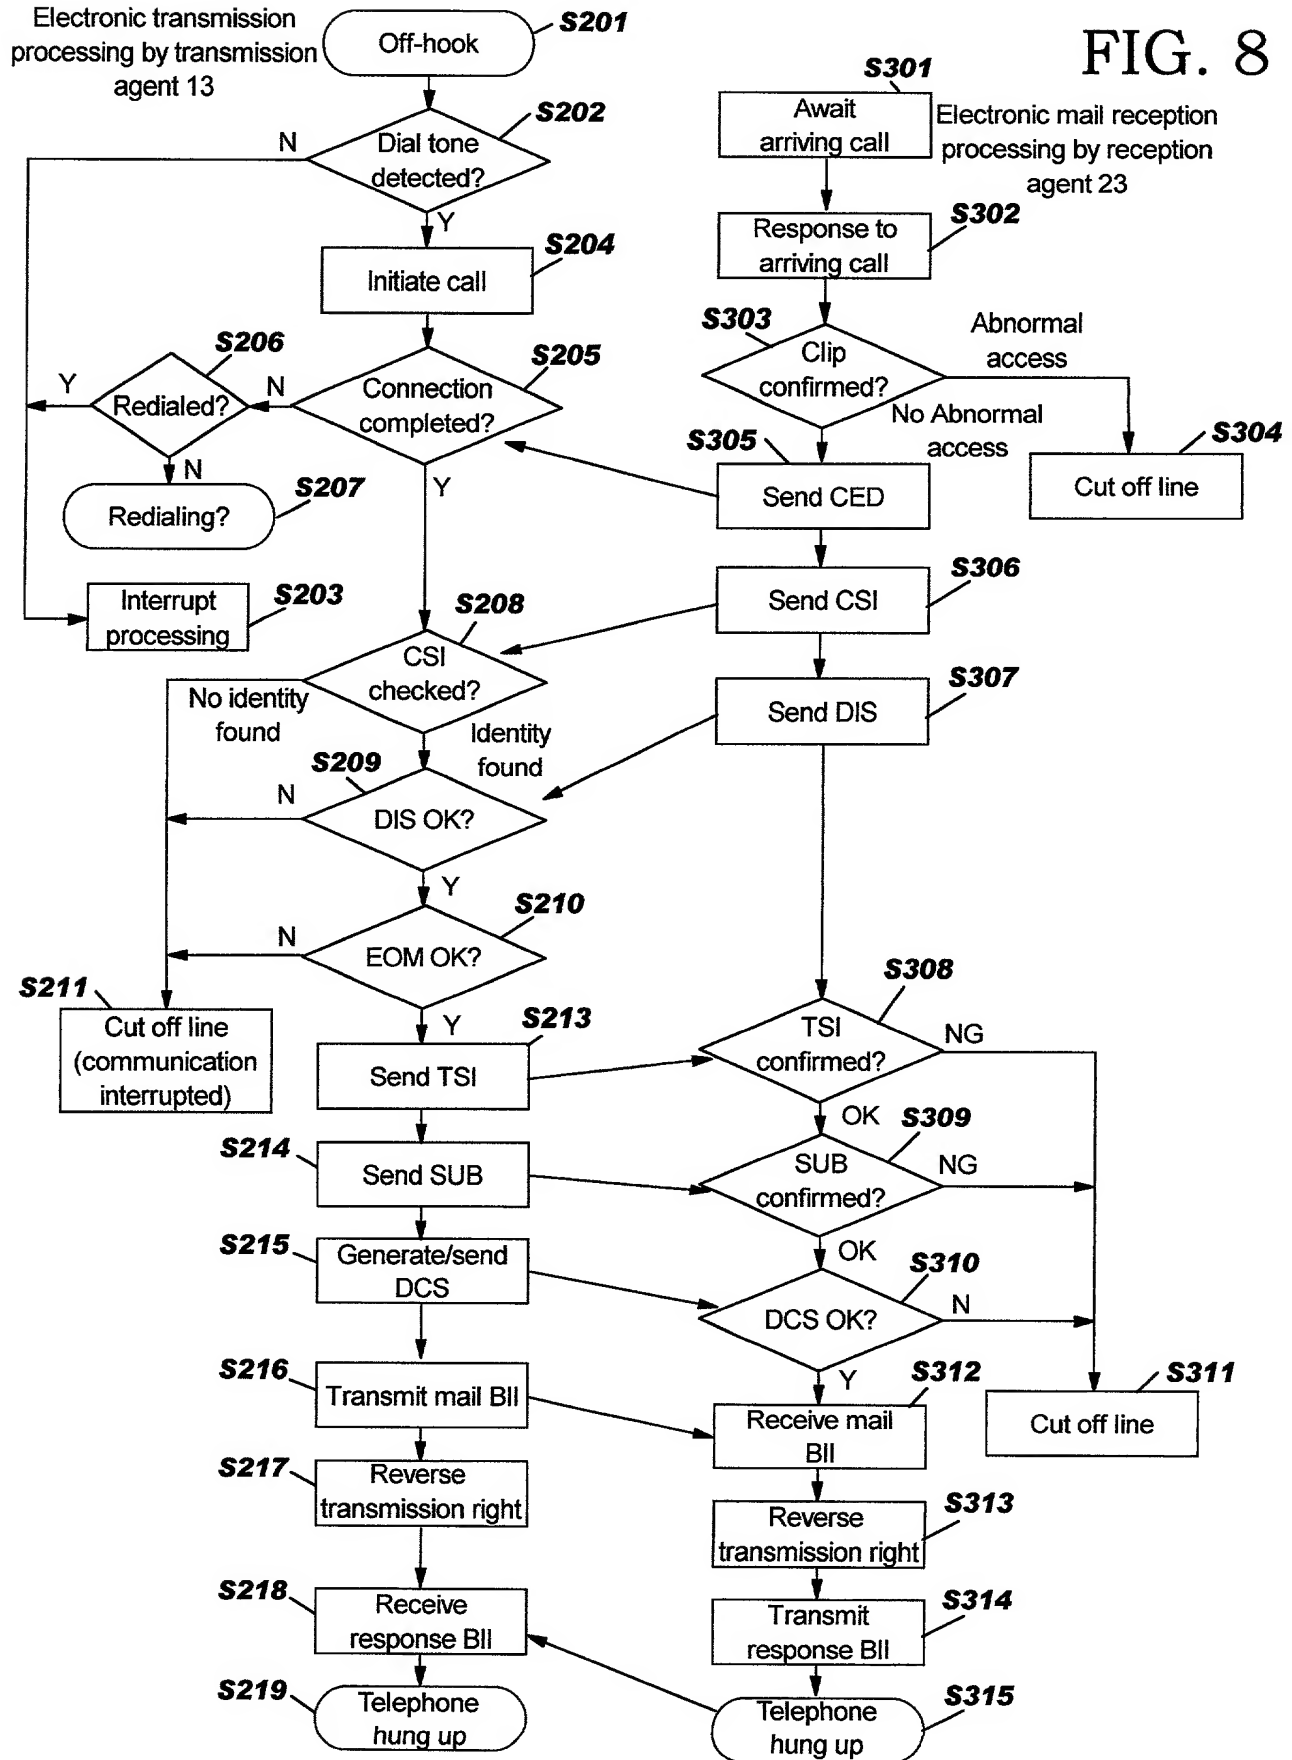 FIG. 8
Electronic transmission
processing by transmission
agent 13
Off-hook
S201
Dial tone
detected?
S202
N
Y
Initiate call
S204
Connection
completed?
S205
N
Y
Redialed?
S206
Y
N
Redialing?
S207
Interrupt
processing
S203
CSI
checked?
S208
No identity
found
Identity
found
DIS OK?
S209
N
Y
EOM OK?
S210
N
Y
S211
Cut off line
(communication
interrupted)
Send TSI
S213
S214
Send SUB
S215
Generate/send
DCS
S216
Transmit mail BII
S217
Reverse
transmission right
S218
Receive
response BII
S219
Telephone
hung up
S301
Await
arriving call
Electronic mail reception
processing by reception
agent 23
Response to
arriving call
S302
S303
Clip
confirmed?
Abnormal
access
No Abnormal
access
S304
Cut off line
S305
Send CED
S306
Send CSI
S307
Send DIS
S308
TSI
confirmed?
NG
OK
S309
SUB
confirmed?
NG
OK
S310
DCS OK?
N
Y
S311
Cut off line
S312
Receive mail
BII
S313
Reverse
transmission right
S314
Transmit
response BII
S315
Telephone
hung up